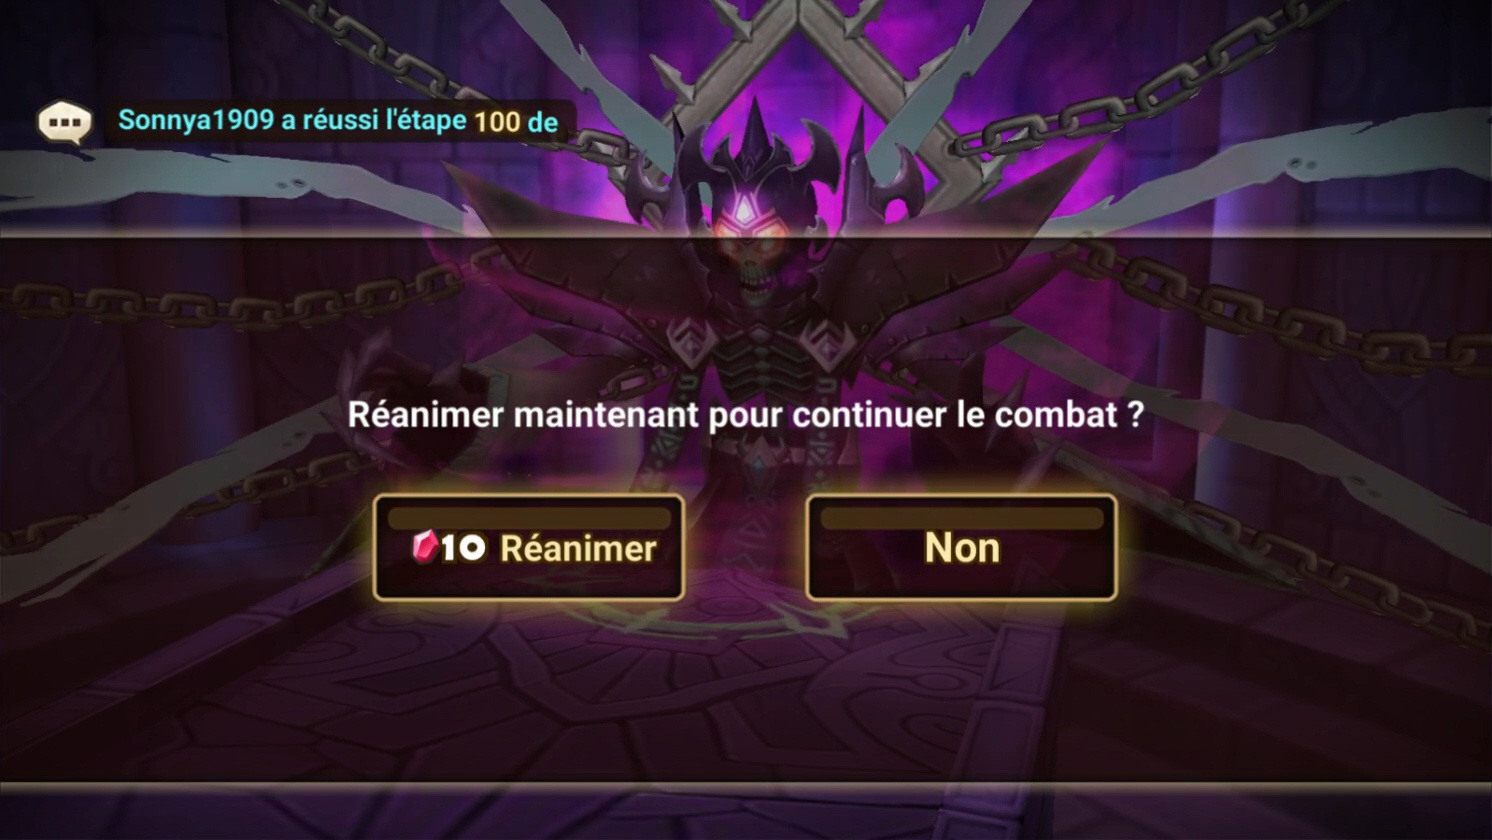 Sonnya1909 a réussi l'étape 100 de
Réanimer maintenant pour continuer le combat ?
10 Réanimer
Non